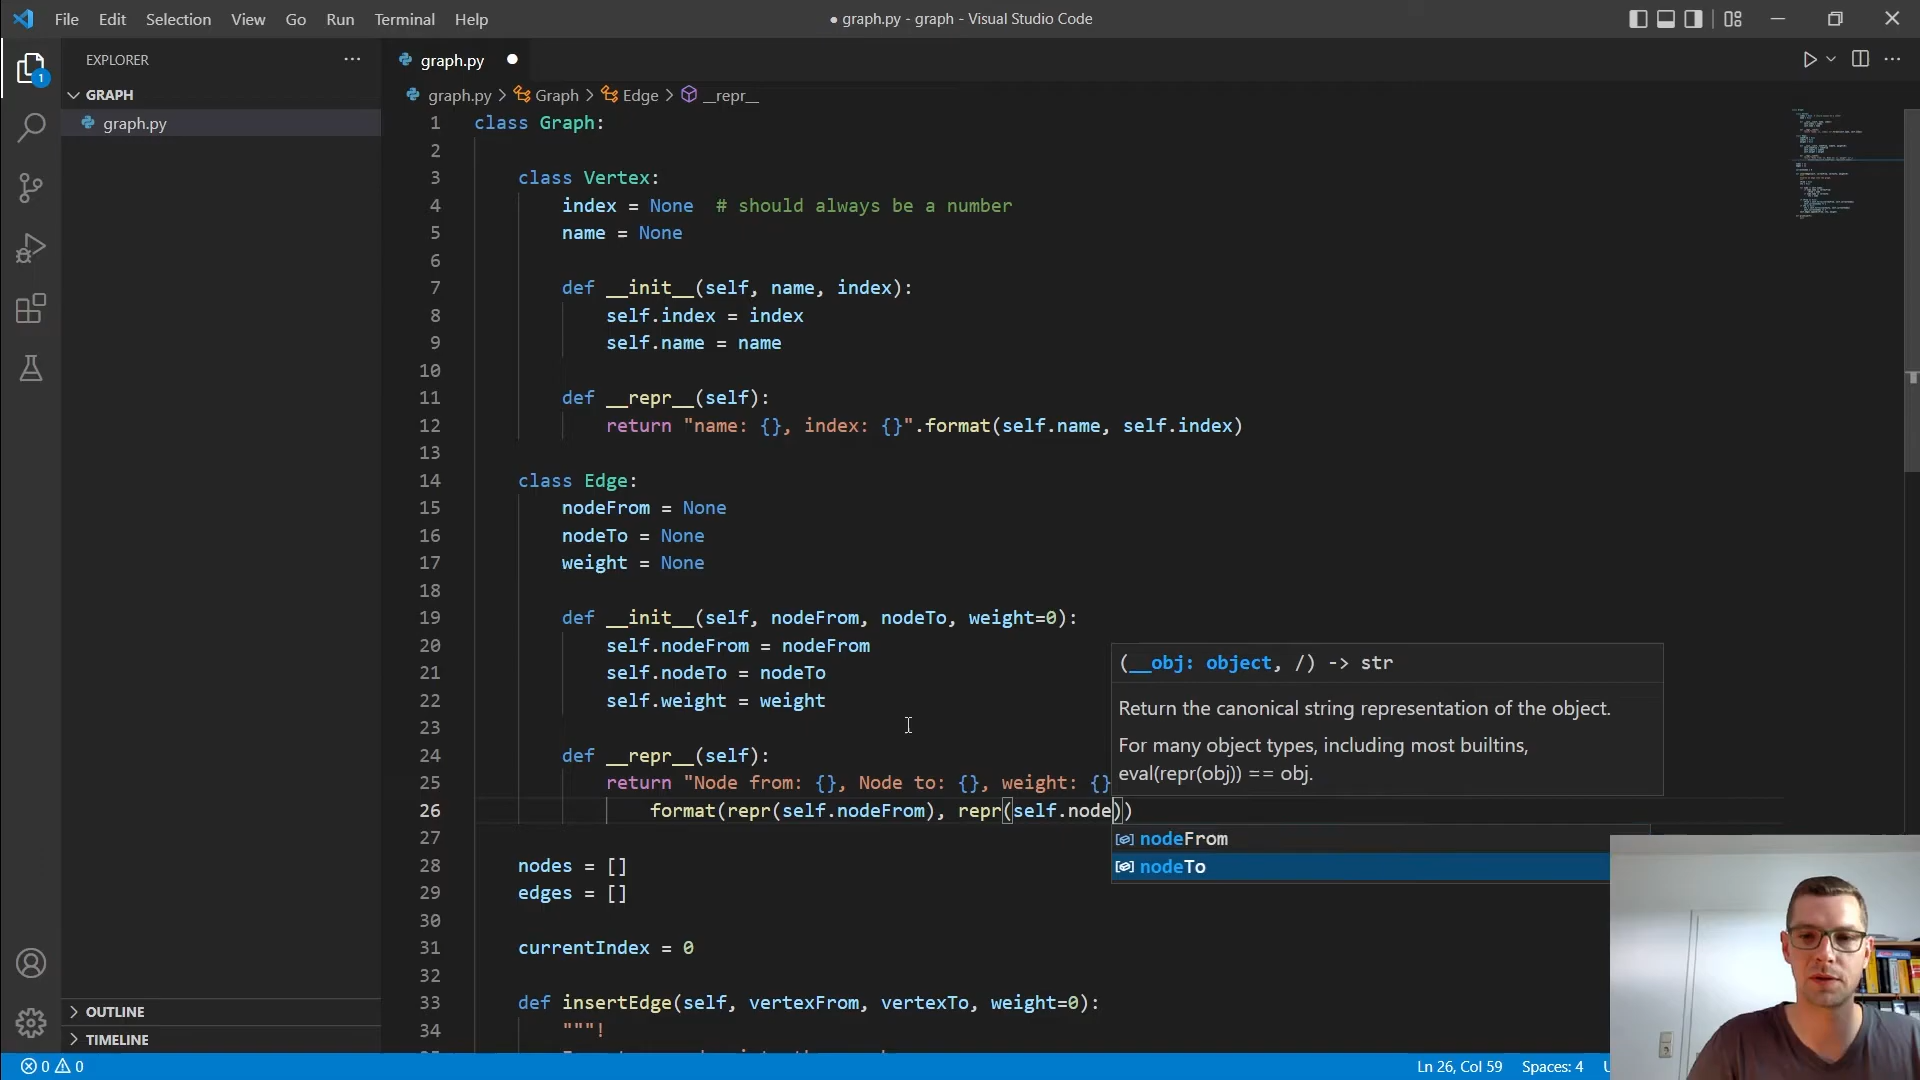 File Edit Selection View Go Run Terminal Help
● graph.py - graph - Visual Studio Code
EXPLORER
graph.py
1
GRAPH
graph.py
graph.py > Graph > Edge > __repr__
1 class Graph:
2
3 class Vertex:
4 index = None # should always be a number
5 name = None
6
7 def __init__(self, name, index):
8 self.index = index
9 self.name = name
10
11 def __repr__(self):
12 return "name: {}, index: {}".format(self.name, self.index)
13
14 class Edge:
15 nodeFrom = None
16 nodeTo = None
17 weight = None
18
19 def __init__(self, nodeFrom, nodeTo, weight=0):
20 self.nodeFrom = nodeFrom
21 self.nodeTo = nodeTo
22 self.weight = weight
23
24 def __repr__(self):
25 return "Node from: {}, Node to: {}, weight: {}
26 format(repr(self.nodeFrom), repr(self.node))
27
28 nodes = []
29 edges = []
30
31 currentIndex = 0
32
33 def insertEdge(self, vertexFrom, vertexTo, weight=0):
34 """!
(__obj: object, /) -> str
Return the canonical string representation of the object.
For many object types, including most builtins,
eval(repr(obj)) == obj.
nodeFrom
nodeTo
OUTLINE
TIMELINE
0 0
Ln 26, Col 59 Spaces: 4